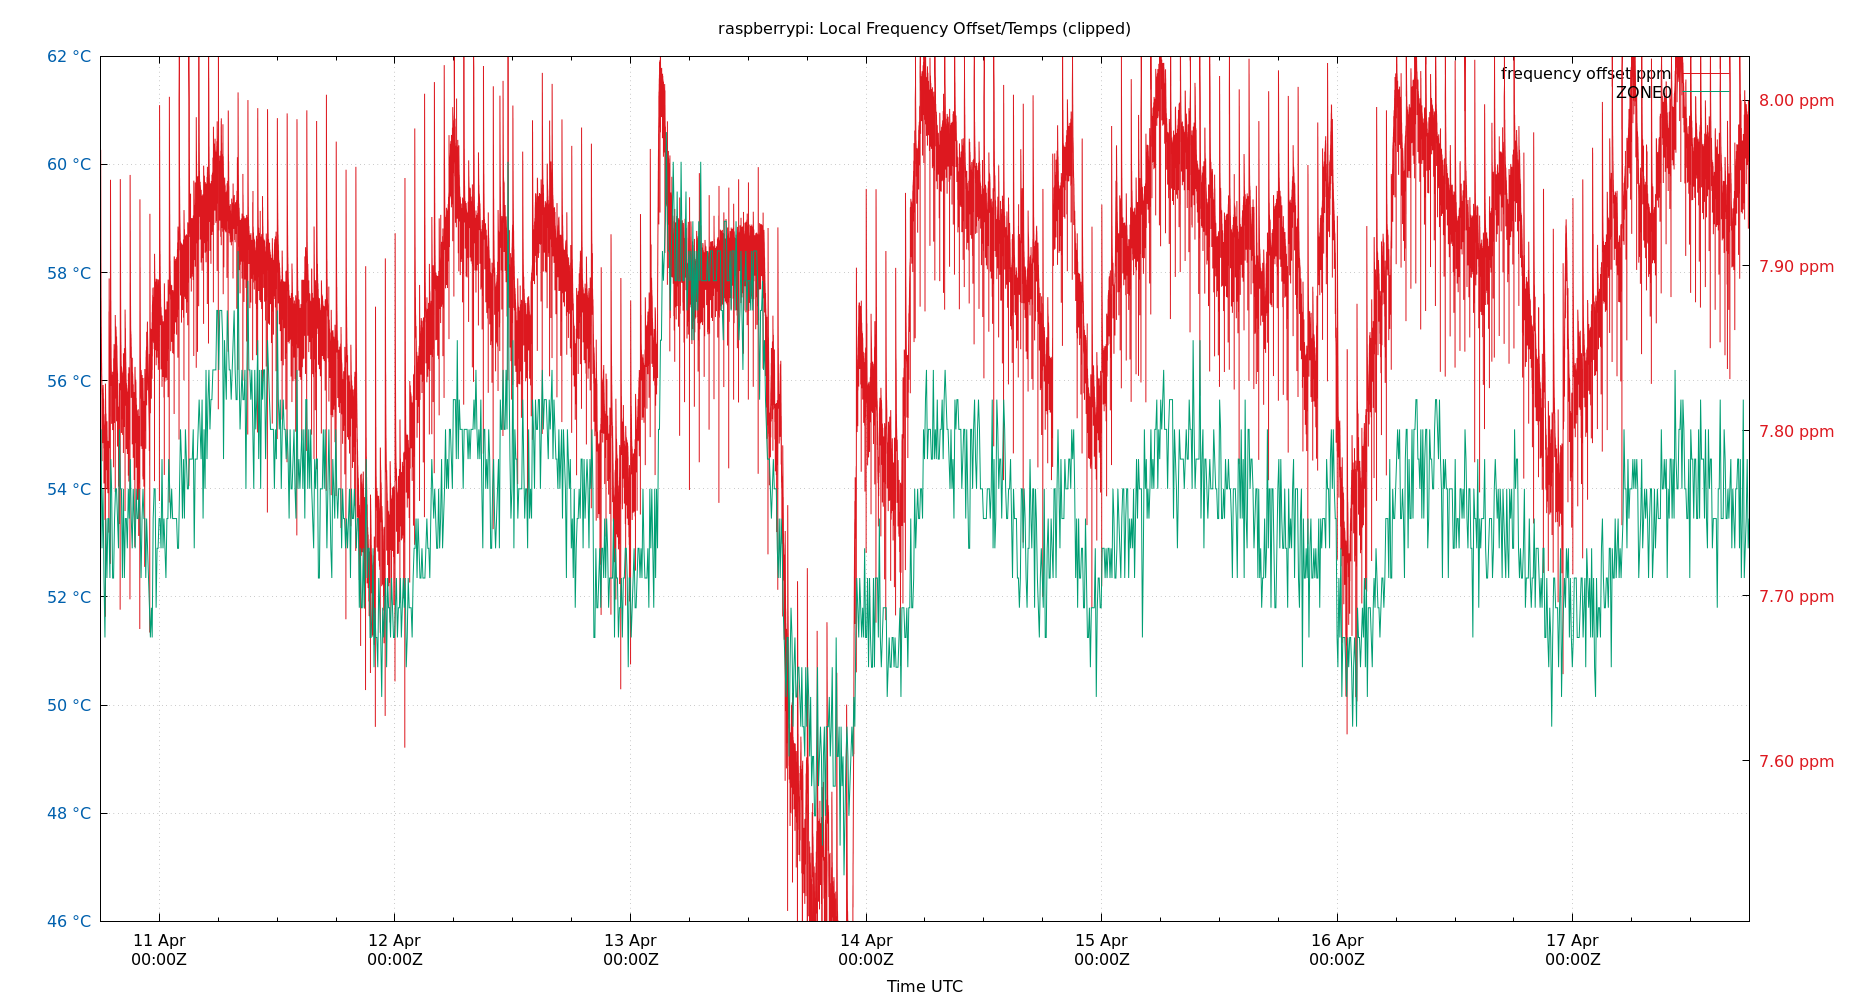 raspberrypi: Local Frequency Offset/Temps (clipped)
62 °C
60 °C
58 °C
56 °C
54 °C
52 °C
50 °C
48 °C
46 °C
frequency offset ppm
ZONE0
8.00 ppm
7.90 ppm
7.80 ppm
7.70 ppm
7.60 ppm
11 Apr
00:00Z
12 Apr
00:00Z
13 Apr
00:00Z
14 Apr
00:00Z
15 Apr
00:00Z
16 Apr
00:00Z
17 Apr
00:00Z
Time UTC